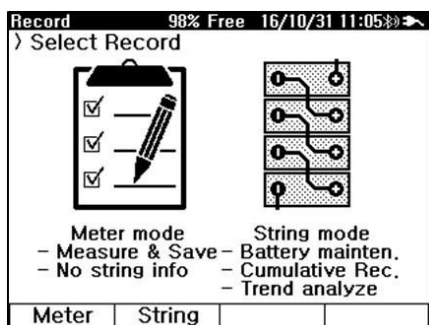 Record 98% Free 16/10/31 11:05
〉Select Record
Meter mode
- Measure & Save
- No string info
String mode
- Battery mainten.
- Cumulative Rec.
- Trend analyze
Meter String